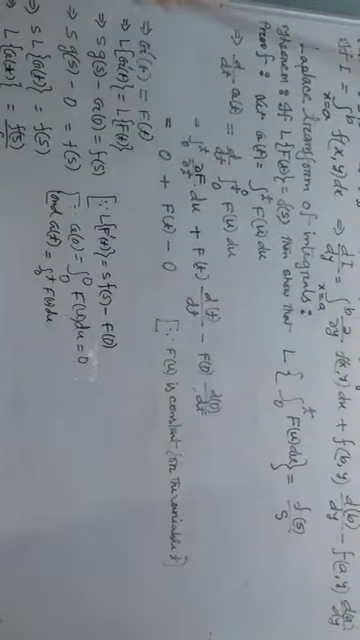 If I = ∫_{x=a}^{b} f(x,y)dx ⇒ dI/dy = ∫_{x=a}^{b} ∂/∂y f(x,y)dx + f(b,y) d(b)/dy - f(a,y) d(a)/dy
Laplace transform of integrals:
Theorem: If L{F(t)} = f(s) then show that L{∫_0^t F(u)du} = f(s)/s
Proof: Let G(t) = ∫_0^t F(u)du
⇒ d/dt G(t) = d/dt ∫_0^t F(u)du
= ∫_0^t ∂F/∂t du + F(t) d(t)/dt - F(0) d(0)/dt
= 0 + F(t) - 0 [∵ F(u) is constant for the variable t]
⇒ G'(t) = F(t)
⇒ L{G'(t)} = L{F(t)}
⇒ s g(s) - G(0) = f(s) [∵ L{F'(t)} = s f(s) - F(0)
⇒ s g(s) - 0 = f(s) [∵ G(0) = ∫_0^0 F(u)du = 0
⇒ s L{G(t)} = f(s) [and G(t) = ∫_0^t F(u)du
⇒ L{G(t)} = f(s)/s